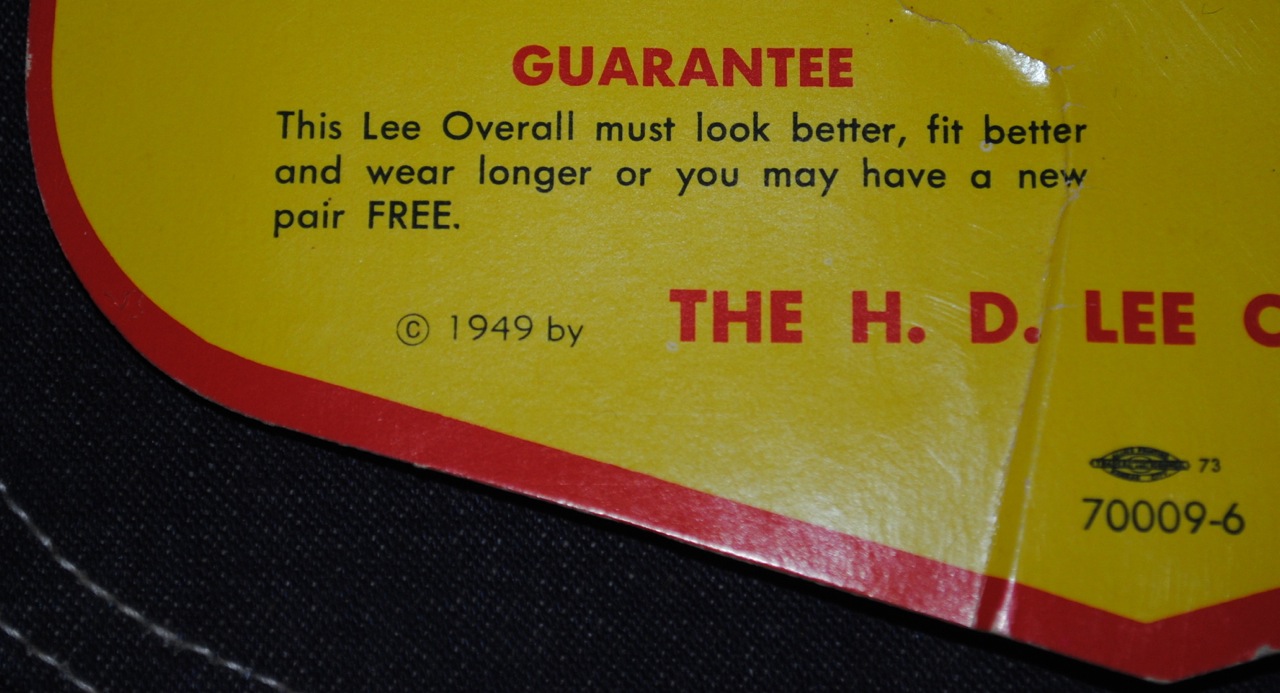 GUARANTEE
This Lee Overall must look better, fit better
and wear longer or you may have a new
pair FREE.
© 1949 by THE H. D. LEE C
73
70009-6